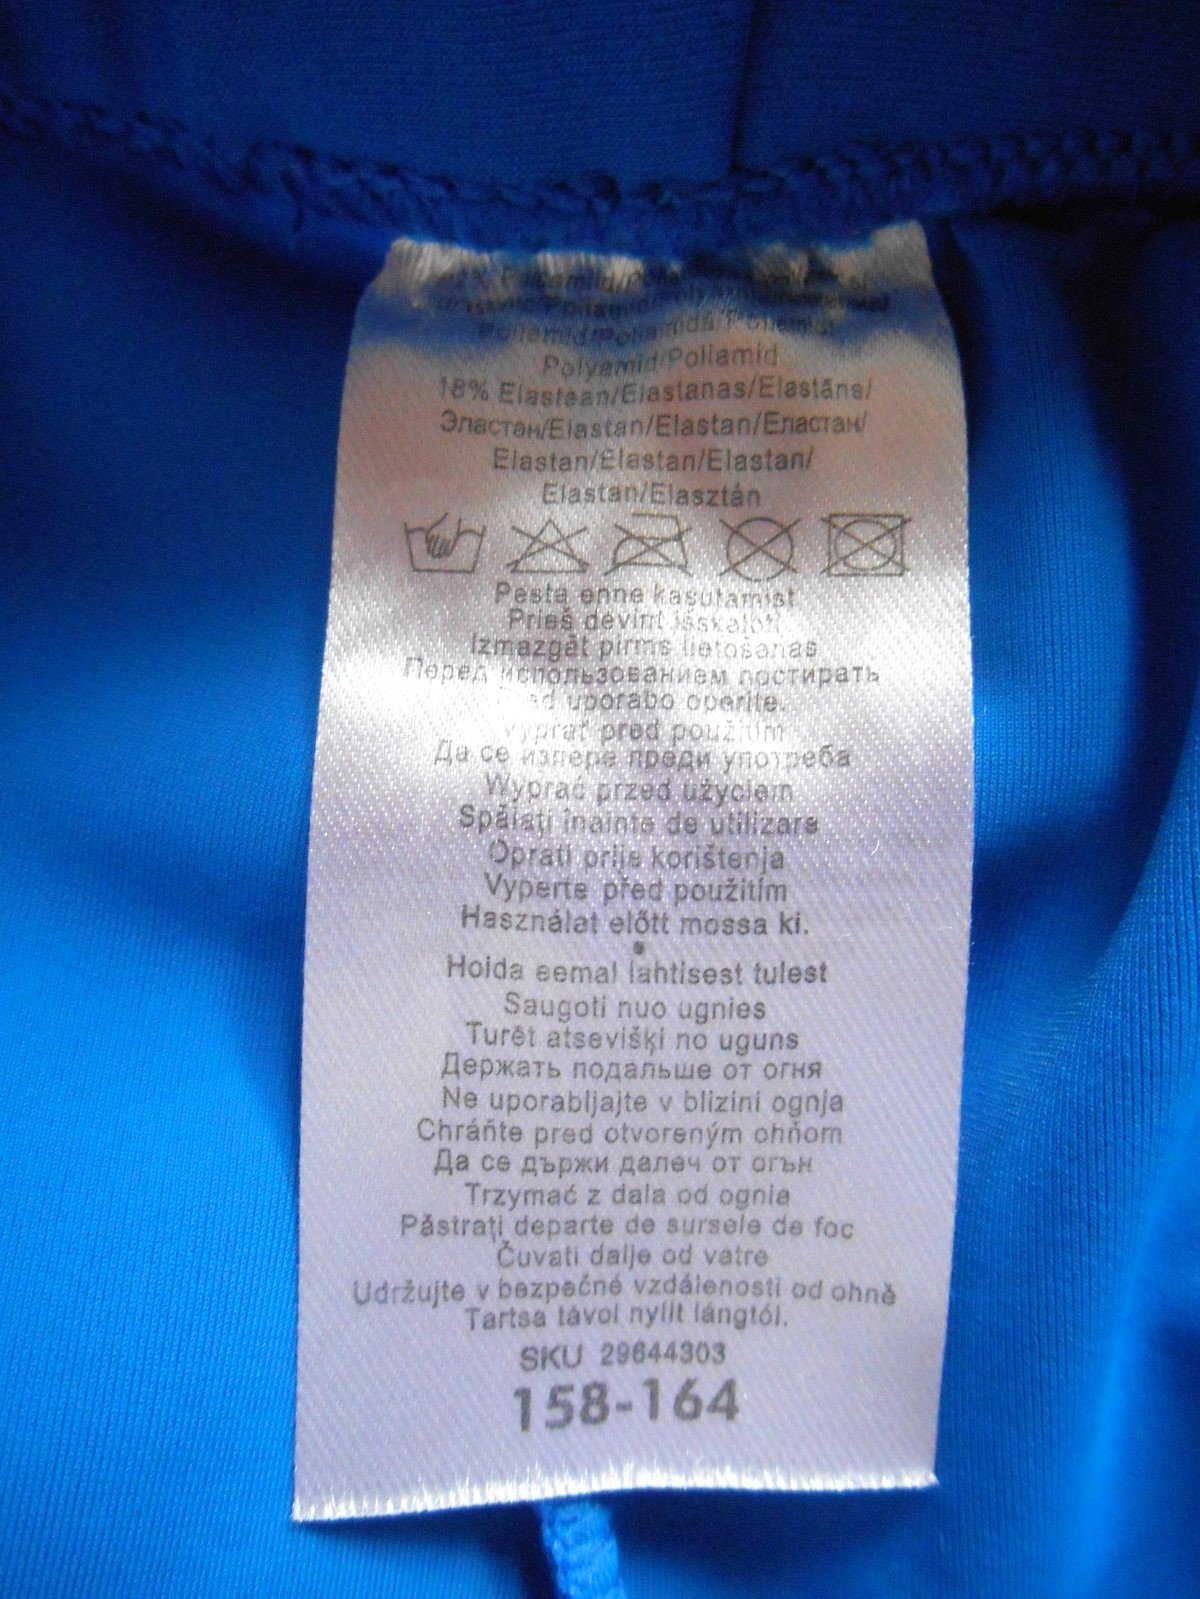 Poliamid/Poliamidă/Poliamid
Polyamid/Poliamid
18% Elastaan/Elastanas/Elastāns/
Эластан/Elastan/Elastan/Еластан/
Elastan/Elastan/Elastan/
Elastan/Elasztán
Pesta enne kasutamist
Prieš devint išskalbti
Izmazgāt pirms lietošanas
Перед использованием постирать
uporabo operite.
Vyprať pred použitím
Да се изпере преди употреба
Wyprać przed użyciem
Spălați înainte de utilizare
Oprati prije korištenja
Vyperte před použitím
Használat előtt mossa ki.
Hoida eemal lahtisest tulest
Saugoti nuo ugnies
Turēt atsevišķi no uguns
Держать подальше от огня
Ne uporabljajte v blizini ognja
Chráňte pred otvoreným ohňom
Да се държи далеч от огън
Trzymać z dala od ognia
Păstrați departe de sursele de foc
Čuvati dalje od vatre
Udržujte v bezpečné vzdálenosti od ohně
Tartsa távol nyílt lángtól.
SKU 29644303
158-164